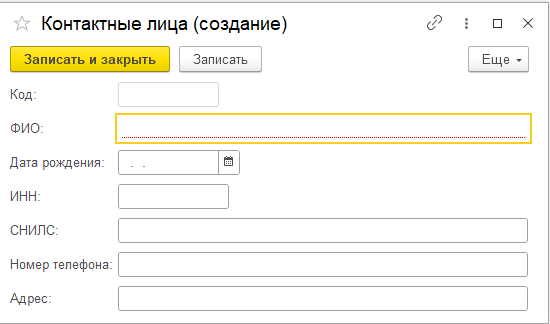 Контактные лица (создание)
Записать и закрыть Записать Еще
Код:
ФИО:
Дата рождения: . .
ИНН:
СНИЛС:
Номер телефона:
Адрес: